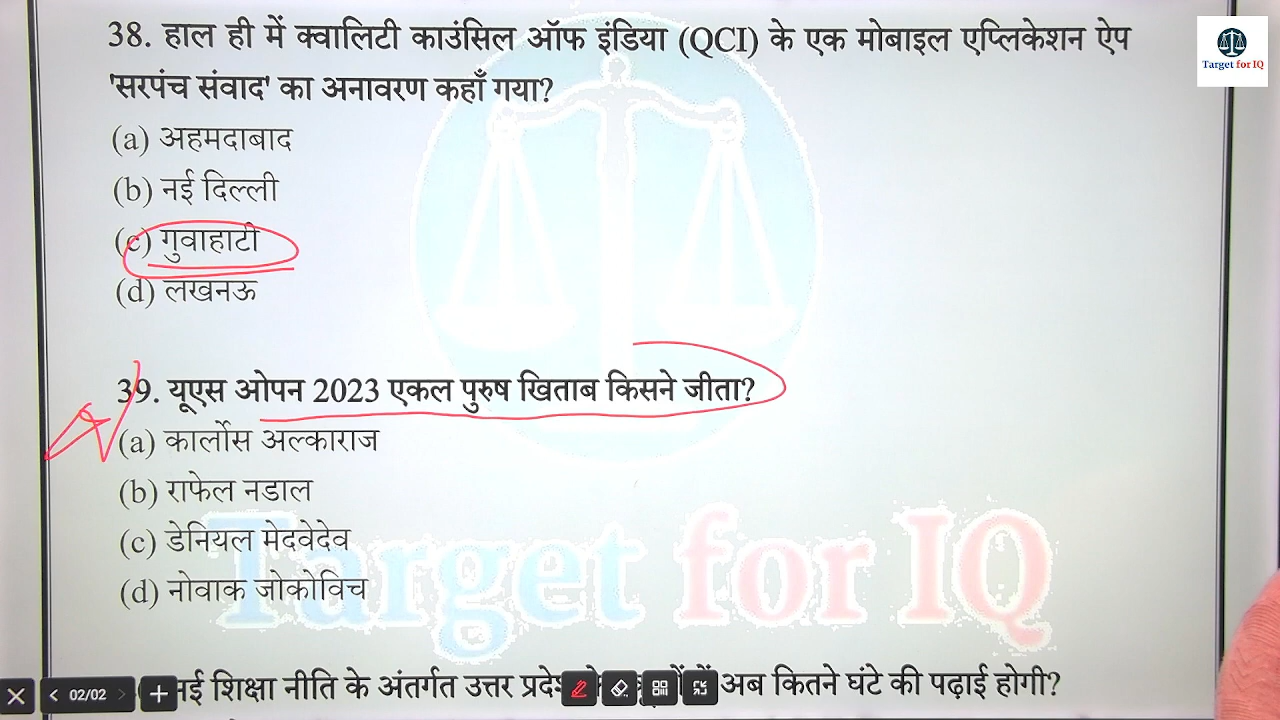 38. हाल ही में क्वालिटी काउंसिल ऑफ इंडिया (QCI) के एक मोबाइल एप्लिकेशन ऐप
'सरपंच संवाद' का अनावरण कहाँ गया?
(a) अहमदाबाद
(b) नई दिल्ली
(c) गुवाहाटी
(d) लखनऊ
39. यूएस ओपन 2023 एकल पुरुष खिताब किसने जीता?
(a) कार्लोस अल्काराज
(b) राफेल नडाल
(c) डेनियल मेदवेदेव
(d) नोवाक जोकोविच
नई शिक्षा नीति के अंतर्गत उत्तर अब कितने घंटे की पढ़ाई होगी?
Target for IQ
Target for IQ
02/02